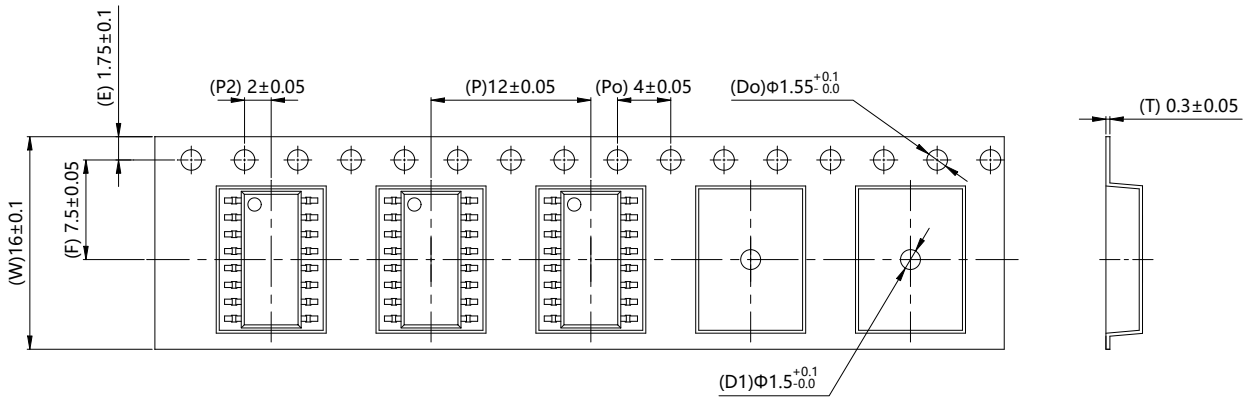 (E) 1.75±0.1
(P2) 2±0.05
(P)12±0.05
(Po) 4±0.05
(Do)Φ1.55+0.1 -0.0
(T) 0.3±0.05
(W)16±0.1
(F) 7.5±0.05
(D1)Φ1.5+0.1 -0.0